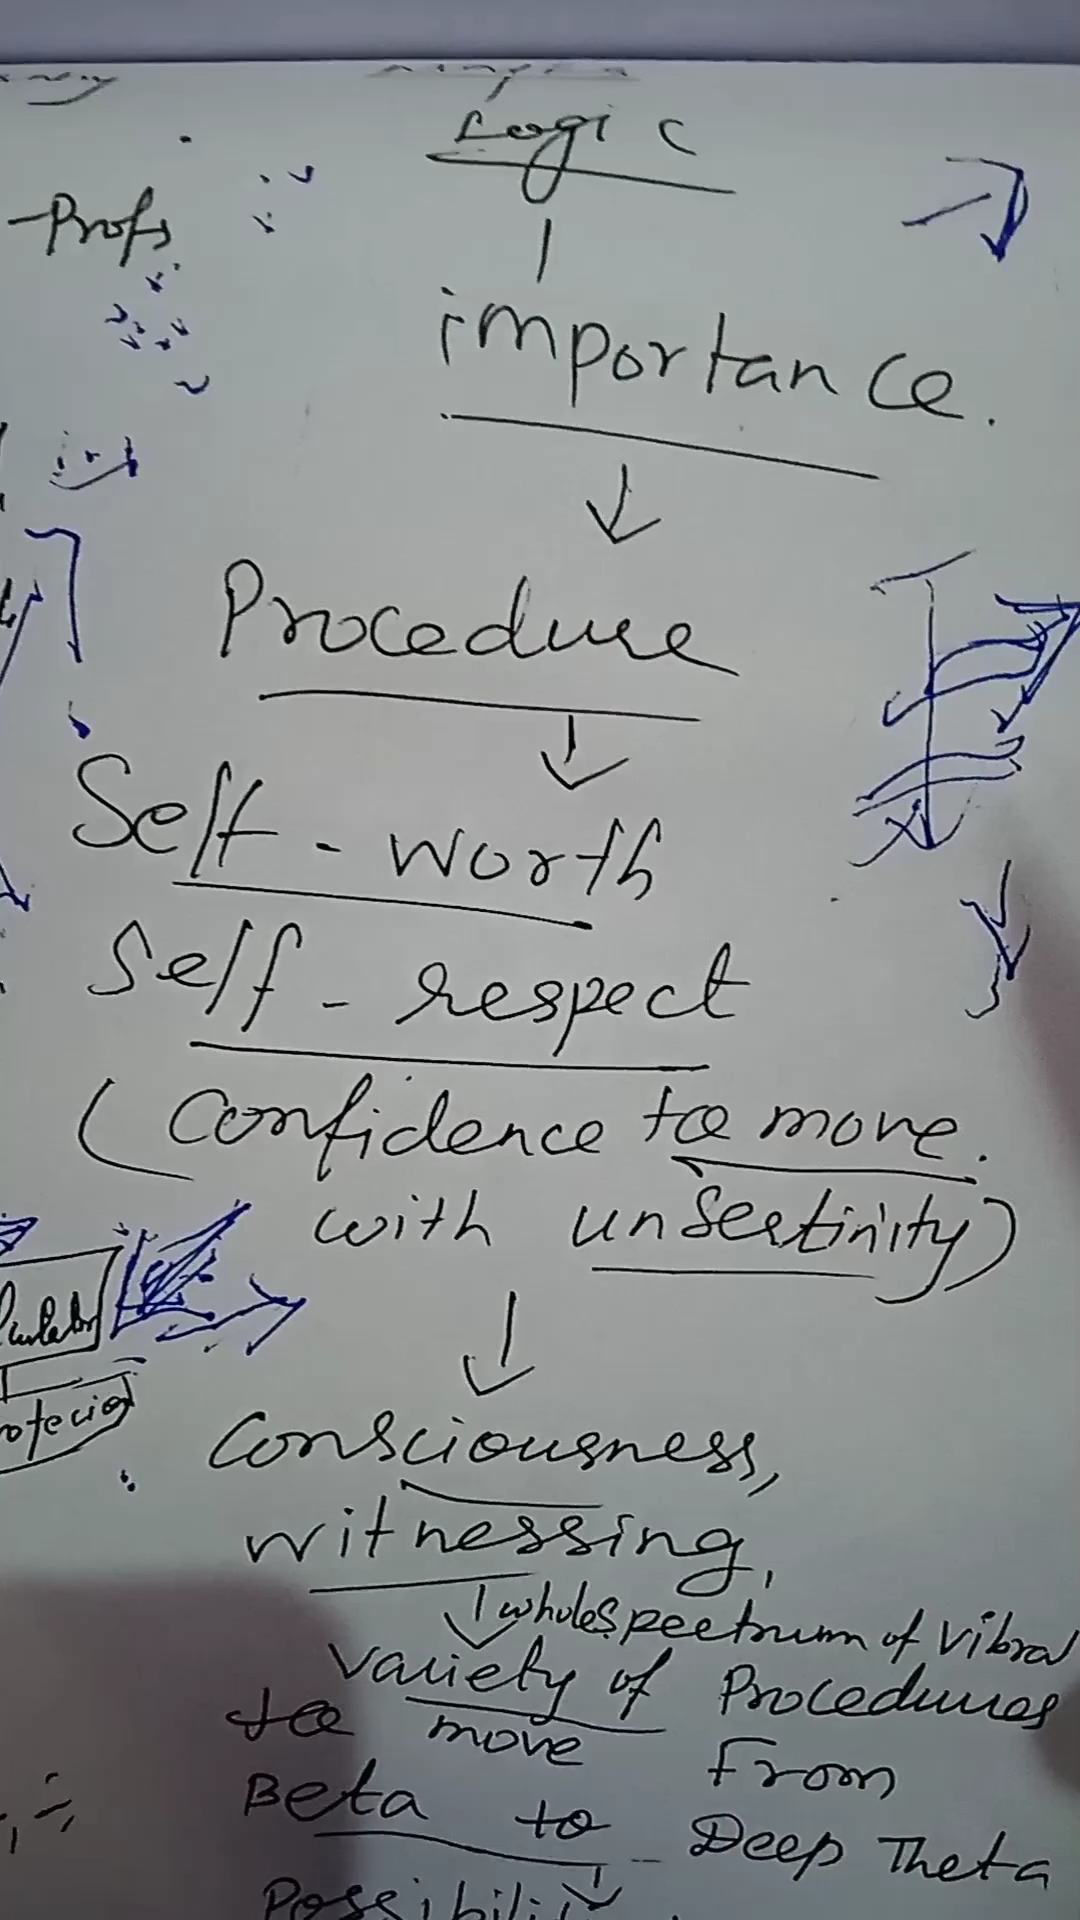 Logic
-Profs
importance.
Procedure
Self-worth
Self-respect
(Confidence to move.
with unsertinity)
Consciousness,
witnessing,
whole spectrum of Vibra
variety of Procedures
to move From
Beta to Deep Theta